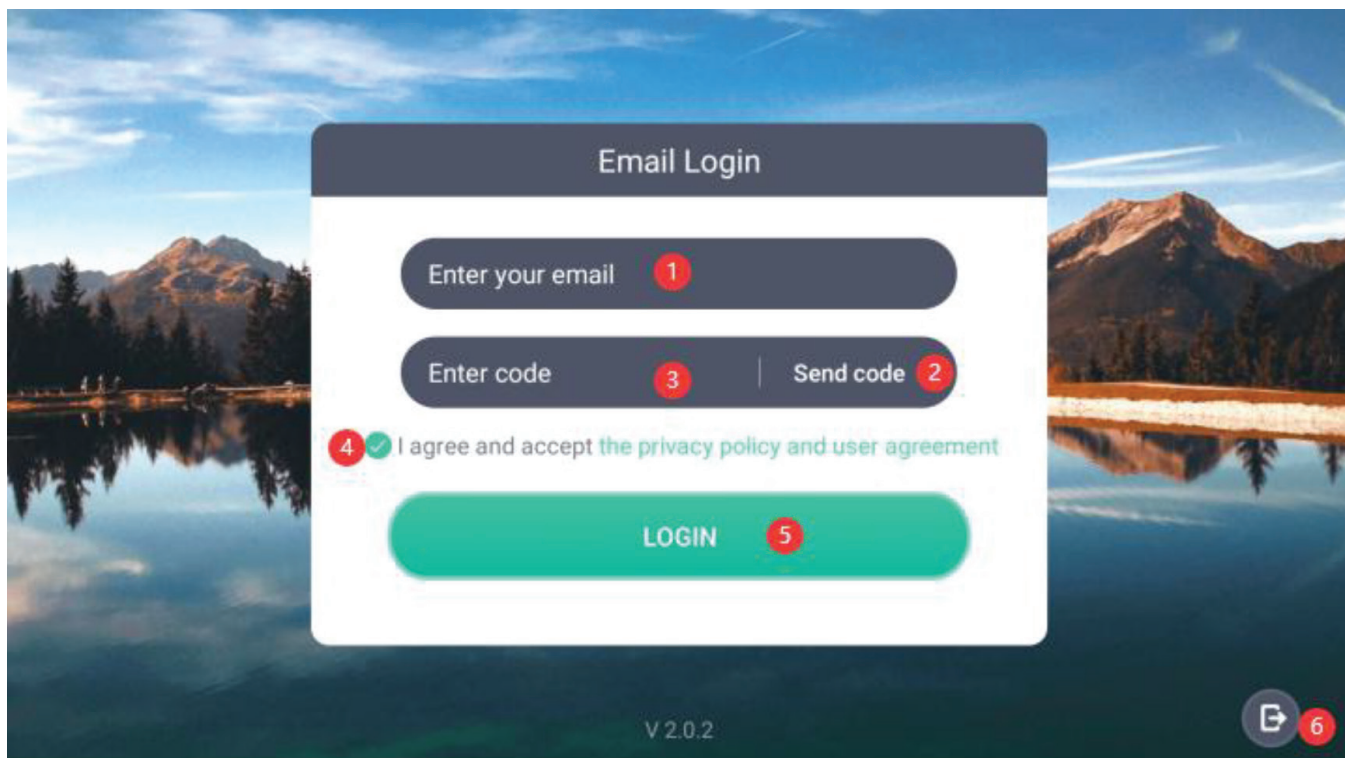 Email Login
Enter your email 1
Enter code 3 Send code 2
4 I agree and accept the privacy policy and user agreement
LOGIN 5
V 2.0.2
6